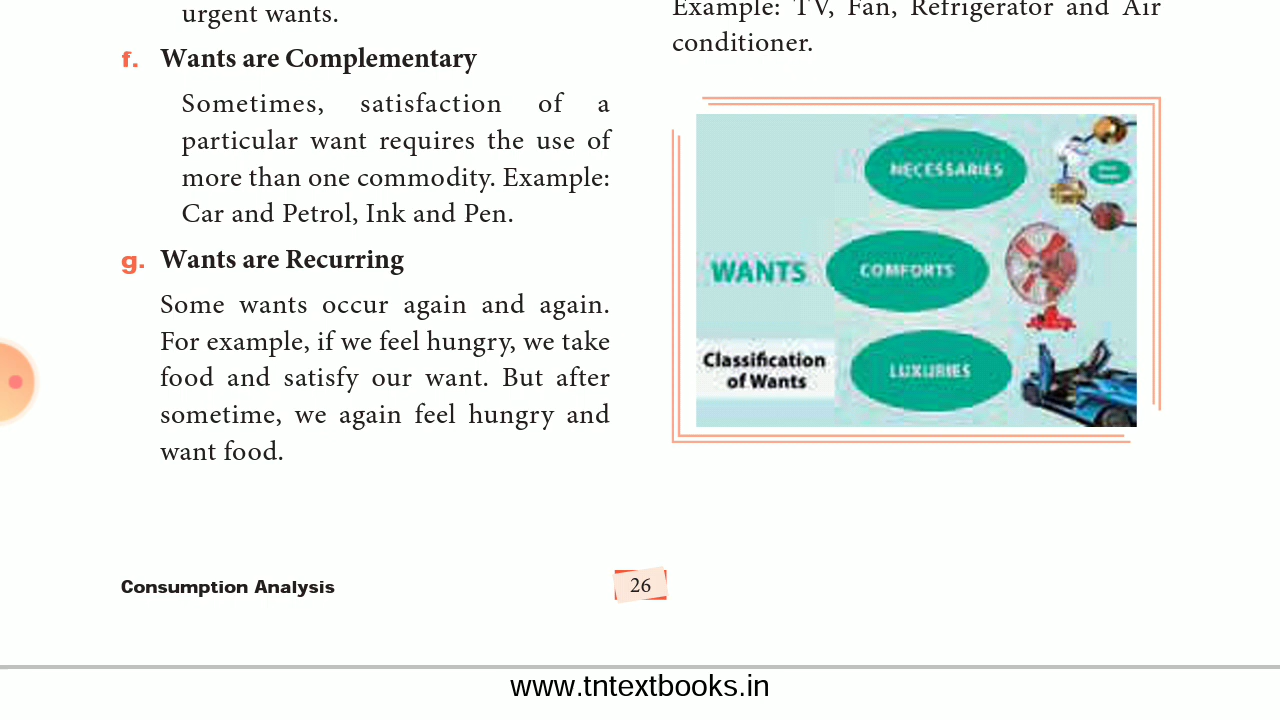 urgent wants.
f. Wants are Complementary
Sometimes, satisfaction of a
particular want requires the use of
more than one commodity. Example:
Car and Petrol, Ink and Pen.
g. Wants are Recurring
Some wants occur again and again.
For example, if we feel hungry, we take
food and satisfy our want. But after
sometime, we again feel hungry and
want food.
Example: TV, Fan, Refrigerator and Air
conditioner.
NECESSARIES
WANTS
COMFORTS
Classification
of Wants
LUXURIES
Consumption Analysis
26
www.tntextbooks.in